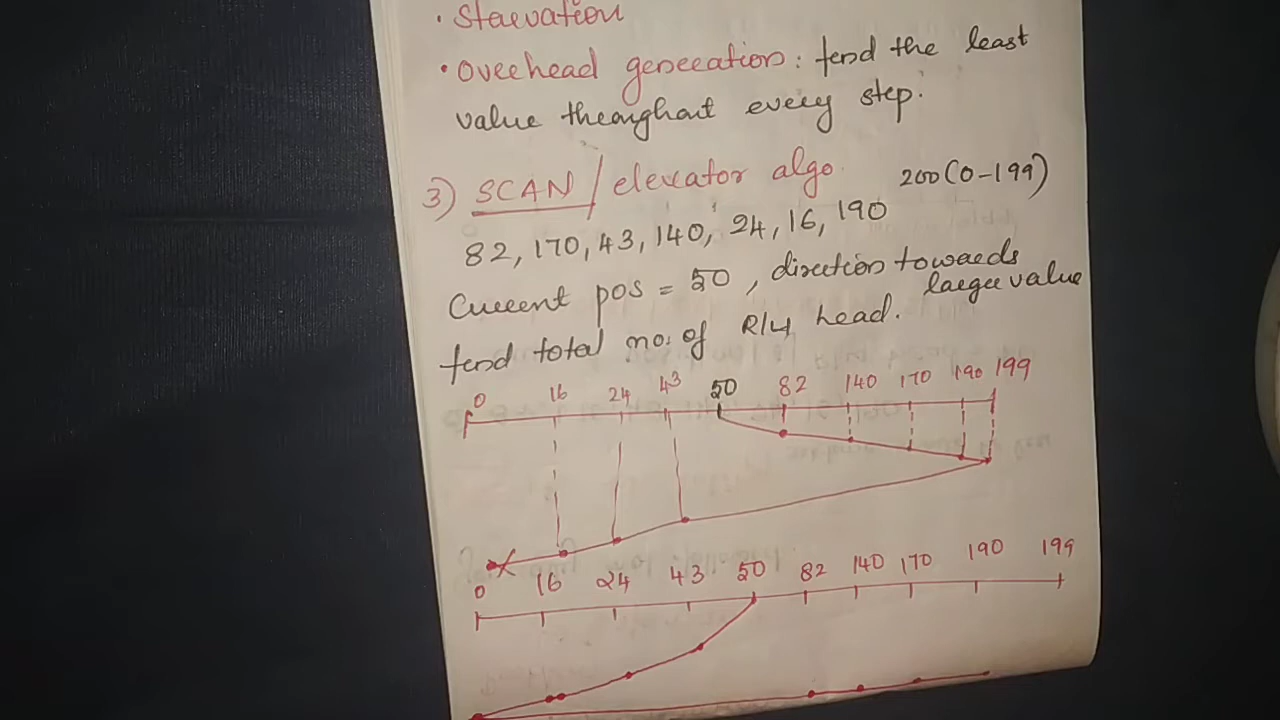 · Starvation
· Overhead generation : find the least
value throughout every step.
3) SCAN / elevator algo. 200 (0-199)
82, 170, 43, 140, 24, 16, 190
Current pos = 50, direction towards
larger value
find total no. of R/W head.
0 16 24 43 50 82 140 170 190 199
0 16 24 43 50 82 140 170 190 199